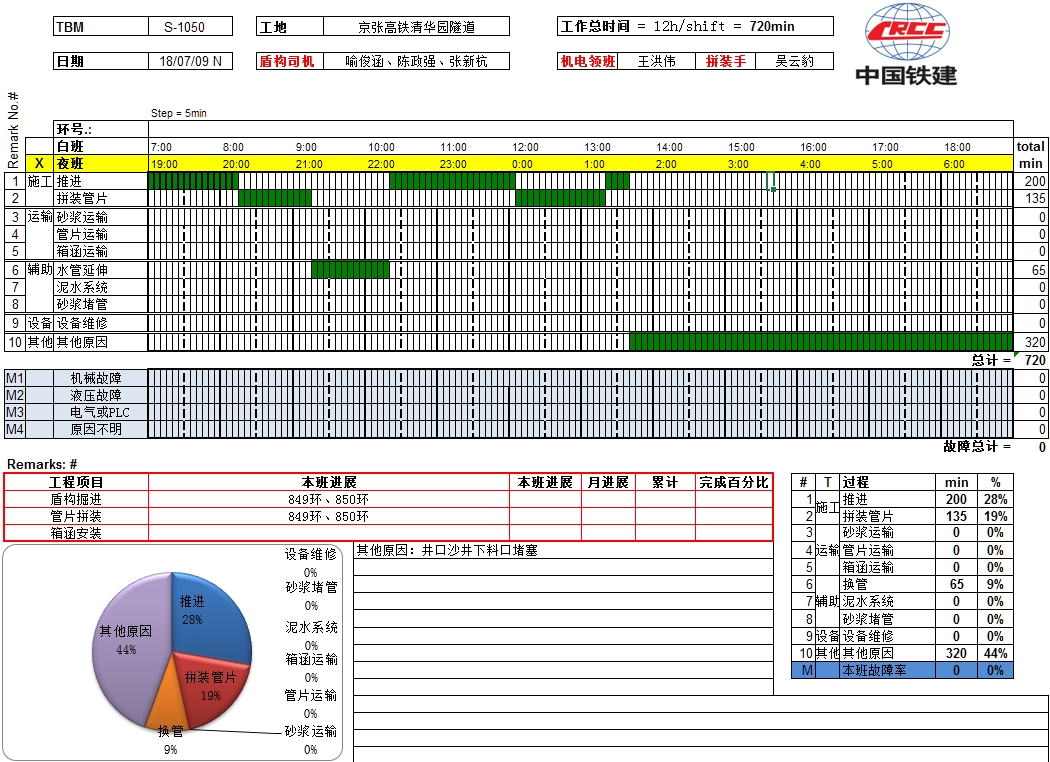 TBM S-1050 工地 京张高铁清华园隧道 工作总时间 = 12h/shift = 720min
CRCC
中国铁建
日期 18/07/09 N 盾构司机 喻俊涵、陈政强、张新杭 机电领班 王洪伟 拼装手 吴云豹
Remark No.#
Step = 5min
环号.:
白班 7:00 8:00 9:00 10:00 11:00 12:00 13:00 14:00 15:00 16:00 17:00 18:00 total
X 夜班 19:00 20:00 21:00 22:00 23:00 0:00 1:00 2:00 3:00 4:00 5:00 6:00 min
1 施工 推进 200
2 拼装管片 135
3 运输 砂浆运输 0
4 管片运输 0
5 箱涵运输 0
6 辅助 水管延伸 65
7 泥水系统 0
8 砂浆堵管 0
9 设备 设备维修 0
10 其他 其他原因 320
总计 = 720
M1 机械故障 0
M2 液压故障 0
M3 电气或PLC 0
M4 原因不明 0
故障总计 = 0
Remarks: #
工程项目 本班进展 本班进展 月进展 累计 完成百分比
盾构掘进 849环、850环
管片拼装 849环、850环
箱涵安装
# T 过程 min %
1 施工 推进 200 28%
2 拼装管片 135 19%
3 砂浆运输 0 0%
4 运输 管片运输 0 0%
5 箱涵运输 0 0%
6 换管 65 9%
7 辅助 泥水系统 0 0%
8 砂浆堵管 0 0%
9 设备 设备维修 0 0%
10 其他 其他原因 320 44%
M 本班故障率 0 0%
其他原因：井口沙井下料口堵塞
设备维修
0%
砂浆堵管
0%
泥水系统
0%
箱涵运输
0%
管片运输
0%
砂浆运输
0%
推进
28%
拼装管片
19%
换管
9%
其他原因
44%